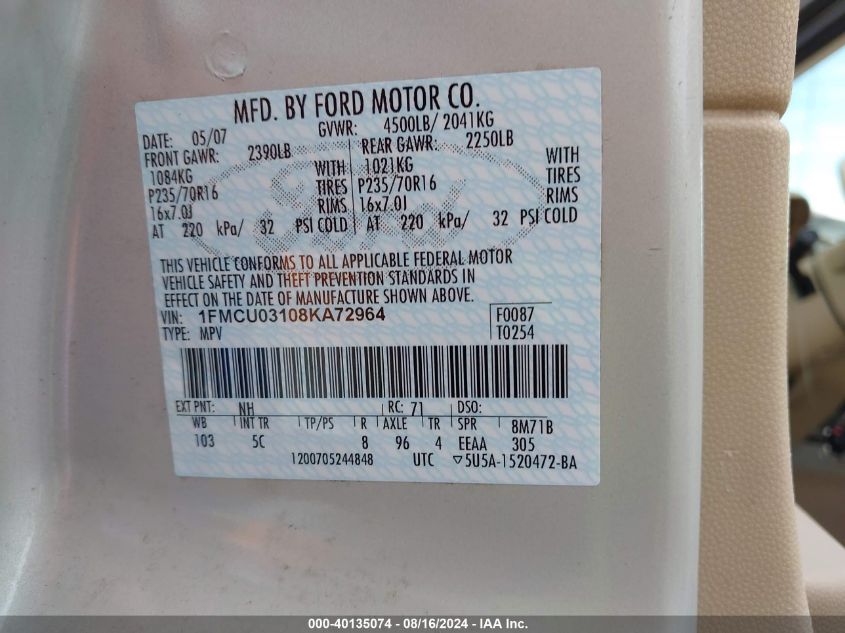 MFD. BY FORD MOTOR CO.
DATE: 05/07 GVWR: 4500LB/ 2041KG
FRONT GAWR: 2390LB REAR GAWR: 2250LB
1084KG WITH 1021KG WITH
P235/70R16 TIRES P235/70R16 TIRES
16x7.0J RIMS 16x7.0J RIMS
AT 220 kPa/ 32 PSI COLD AT 220 kPa/ 32 PSI COLD
Ford
THIS VEHICLE CONFORMS TO ALL APPLICABLE FEDERAL MOTOR
VEHICLE SAFETY AND THEFT PREVENTION STANDARDS IN
EFFECT ON THE DATE OF MANUFACTURE SHOWN ABOVE.
VIN: 1FMCU03108KA72964 F0087
TYPE: MPV T0254
EXT PNT: NH RC: 71 DSO:
WB INT TR TP/PS R AXLE TR SPR 8M71B
103 5C 8 96 4 EEAA 305
1200705244848 UTC ▽5U5A-1520472-BA
000-40135074 - 08/16/2024 - IAA Inc.